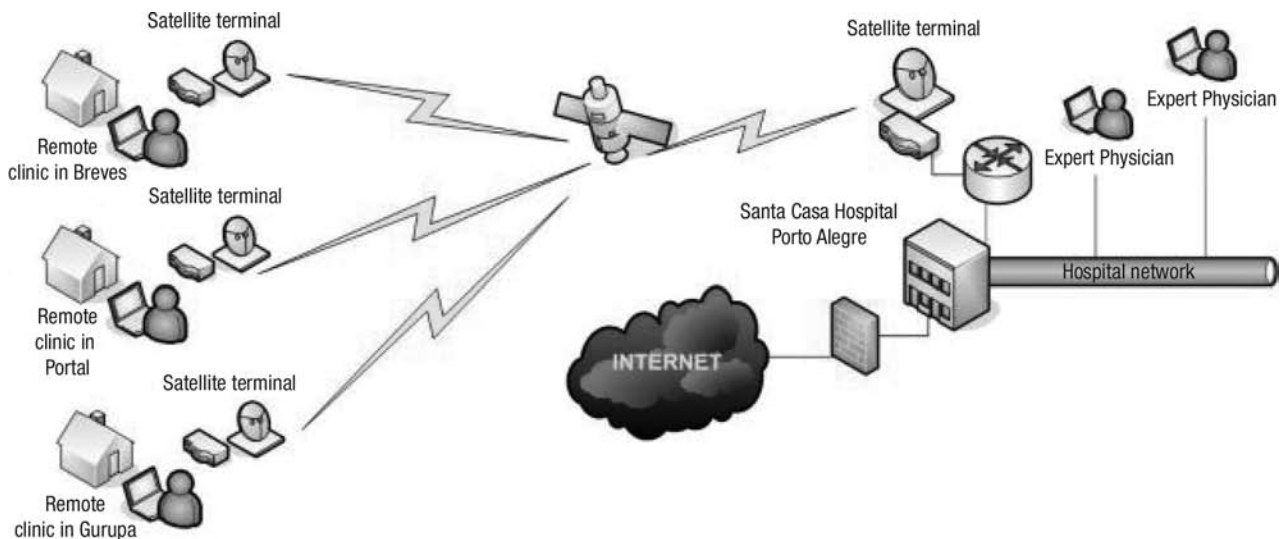 Satellite terminal
Remote
clinic in Breves
Satellite terminal
Remote
clinic in
Portal
Satellite terminal
Remote
clinic in Gurupa
Satellite terminal
Expert Physician
Expert Physician
Santa Casa Hospital
Porto Alegre
Hospital network
INTERNET